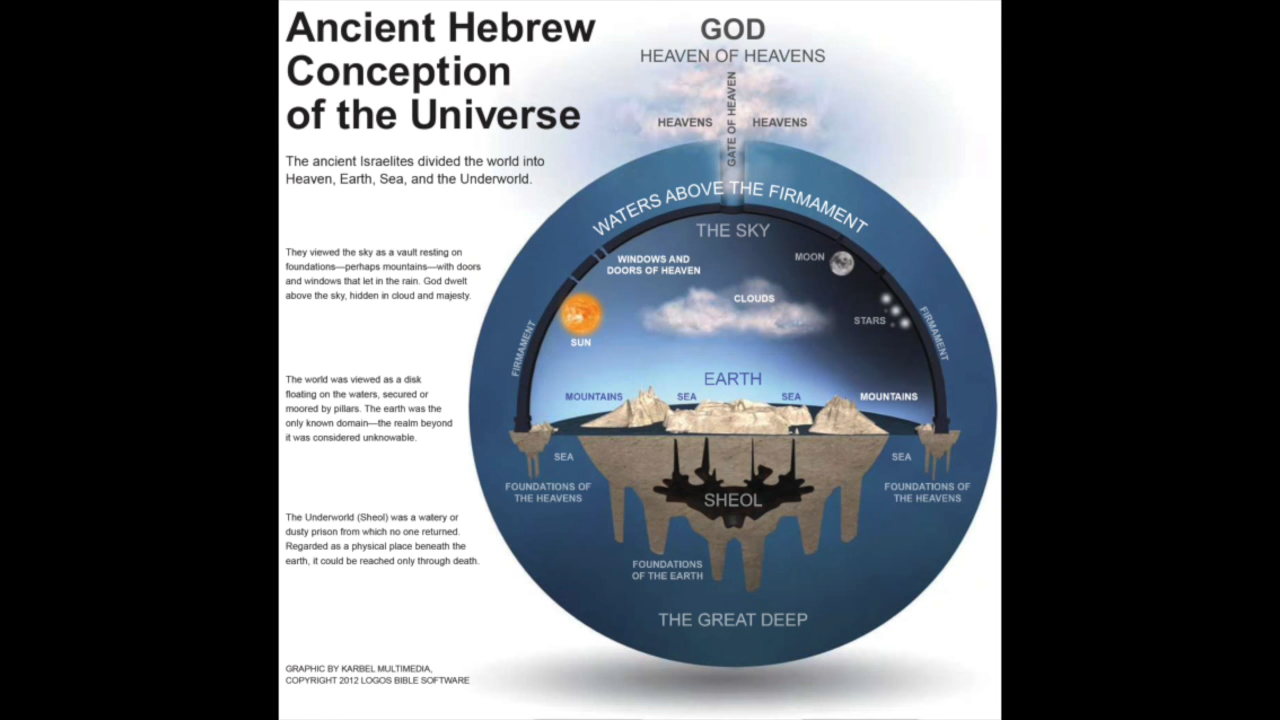 Ancient Hebrew
Conception
of the Universe
The ancient Israelites divided the world into
Heaven, Earth, Sea, and the Underworld.
They viewed the sky as a vault resting on
foundations—perhaps mountains—with doors
and windows that let in the rain. God dwelt
above the sky, hidden in cloud and majesty.
The world was viewed as a disk
floating on the waters, secured or
moored by pillars. The earth was the
only known domain—the realm beyond
it was considered unknowable.
The Underworld (Sheol) was a watery or
dusty prison from which no one returned.
Regarded as a physical place beneath the
earth, it could be reached only through death.
GRAPHIC BY KARBEL MULTIMEDIA,
COPYRIGHT 2012 LOGOS BIBLE SOFTWARE
GOD
HEAVEN OF HEAVENS
GATE OF HEAVEN
HEAVENS
HEAVENS
WATERS ABOVE THE FIRMAMENT
THE SKY
WINDOWS AND
DOORS OF HEAVEN
MOON
CLOUDS
STARS
SUN
FIRMAMENT
FIRMAMENT
EARTH
MOUNTAINS
SEA
SEA
MOUNTAINS
SEA
SEA
FOUNDATIONS OF
THE HEAVENS
FOUNDATIONS OF
THE HEAVENS
SHEOL
FOUNDATIONS
OF THE EARTH
THE GREAT DEEP